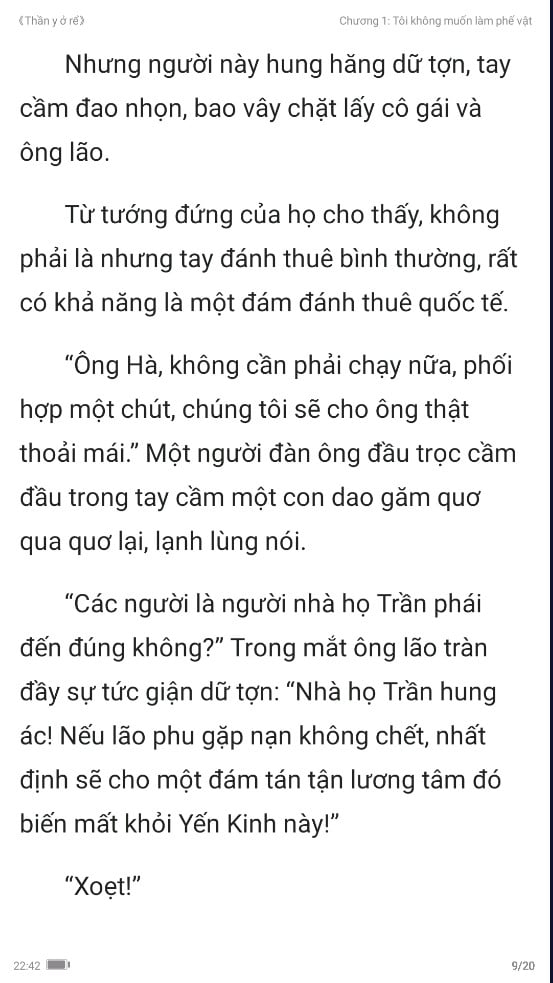 《Thần y ở rể》
Chương 1: Tôi không muốn làm phế vật
Nhưng người này hung hăng dữ tợn, tay
cầm đao nhọn, bao vây chặt lấy cô gái và
ông lão.
Từ tướng đứng của họ cho thấy, không
phải là nhưng tay đánh thuê bình thường, rất
có khả năng là một đám đánh thuê quốc tế.
“Ông Hà, không cần phải chạy nữa, phối
hợp một chút, chúng tôi sẽ cho ông thật
thoải mái.” Một người đàn ông đầu trọc cầm
đầu trong tay cầm một con dao găm quơ
qua quơ lại, lạnh lùng nói.
“Các người là người nhà họ Trần phái
đến đúng không?” Trong mắt ông lão tràn
đầy sự tức giận dữ tợn: “Nhà họ Trần hung
ác! Nếu lão phu gặp nạn không chết, nhất
định sẽ cho một đám tán tận lương tâm đó
biến mất khỏi Yến Kinh này!”
“Xoẹt!”
22:42
9/20